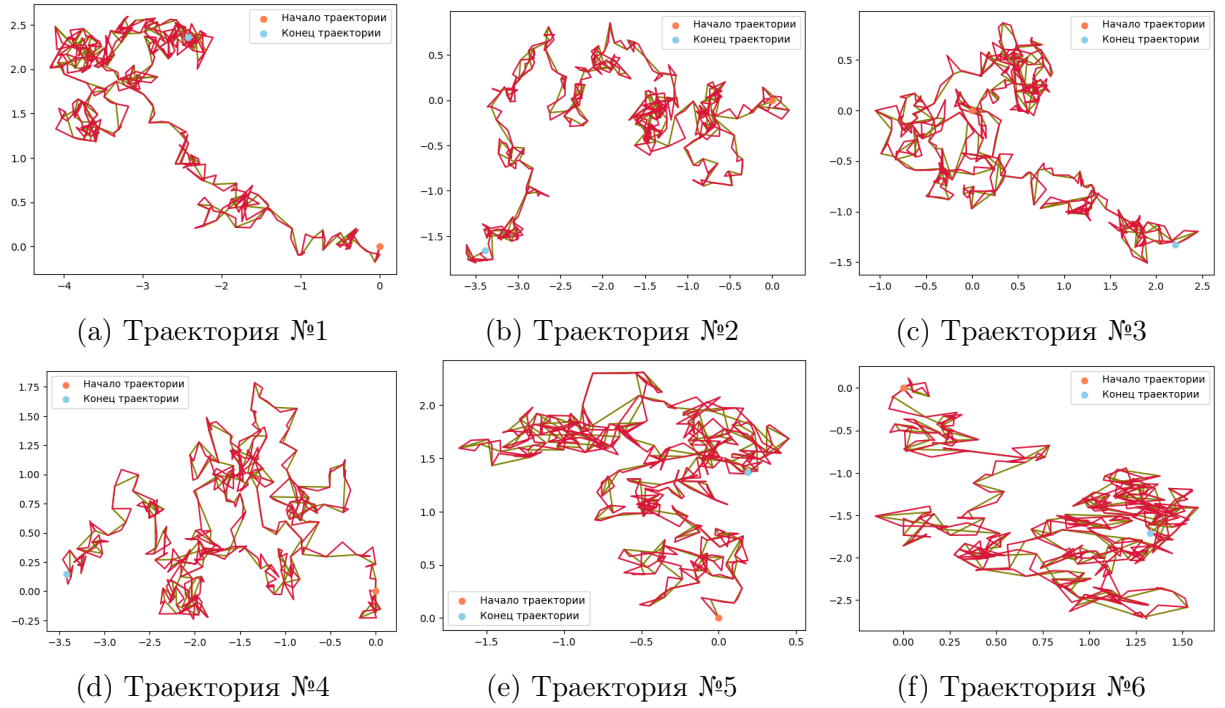 Начало траектории
Конец траектории
2.5
2.0
1.5
1.0
0.5
0.0
−4 −3 −2 −1 0
(a) Траектория №1
Начало траектории
Конец траектории
0.5
0.0
−0.5
−1.0
−1.5
−3.5 −3.0 −2.5 −2.0 −1.5 −1.0 −0.5 0.0
(b) Траектория №2
Начало траектории
Конец траектории
0.5
0.0
−0.5
−1.0
−1.5
−1.0 −0.5 0.0 0.5 1.0 1.5 2.0 2.5
(c) Траектория №3
Начало траектории
Конец траектории
1.75
1.50
1.25
1.00
0.75
0.50
0.25
0.00
−0.25
−3.5 −3.0 −2.5 −2.0 −1.5 −1.0 −0.5 0.0
(d) Траектория №4
2.0
1.5
1.0
0.5
0.0
Начало траектории
Конец траектории
−1.5 −1.0 −0.5 0.0 0.5
(e) Траектория №5
Начало траектории
Конец траектории
0.0
−0.5
−1.0
−1.5
−2.0
−2.5
0.00 0.25 0.50 0.75 1.00 1.25 1.50
(f) Траектория №6